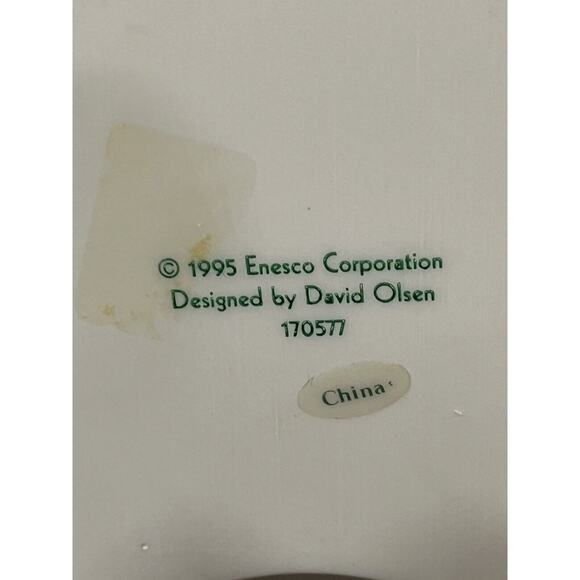 © 1995 Enesco Corporation
Designed by David Olsen
170577
China